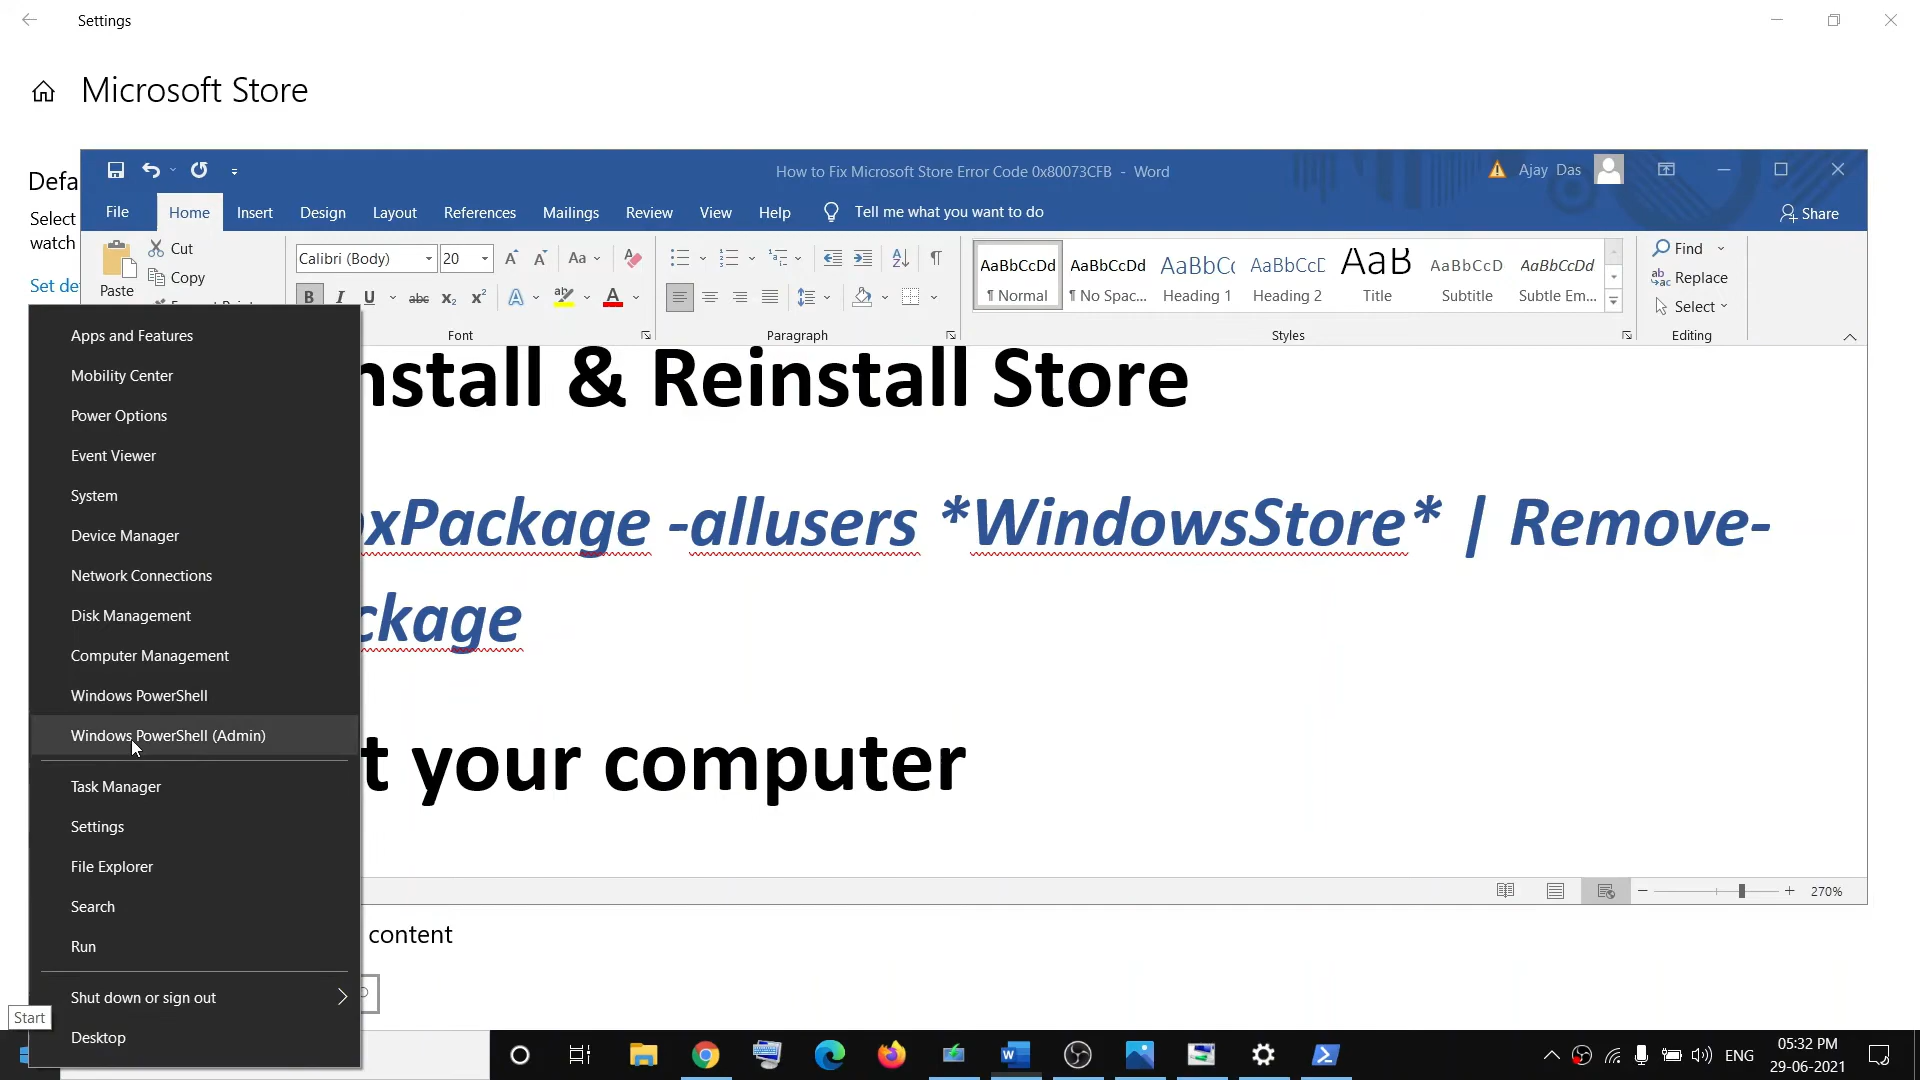 Settings
Microsoft Store
Defa
Select
watch
Set de
How to Fix Microsoft Store Error Code 0x80073CFB - Word
Ajay Das
File Home Insert Design Layout References Mailings Review View Help Tell me what you want to do
Share
Paste
Cut
Copy
Calibri (Body) 20
Aa
B I U abc x₂ x²
Font
Paragraph
AaBbCcDd AaBbCcDd AaBbCc AaBbCcD AaB AaBbCcD AaBbCcDd
¶ Normal ¶ No Spac... Heading 1 Heading 2 Title Subtitle Subtle Em...
Styles
Find
Replace
Select
Editing
nstall & Reinstall Store
xPackage -allusers *WindowsStore* | Remove-
ckage
t your computer
270%
content
Apps and Features
Mobility Center
Power Options
Event Viewer
System
Device Manager
Network Connections
Disk Management
Computer Management
Windows PowerShell
Windows PowerShell (Admin)
Task Manager
Settings
File Explorer
Search
Run
Shut down or sign out
Desktop
Start
ENG
05:32 PM
29-06-2021